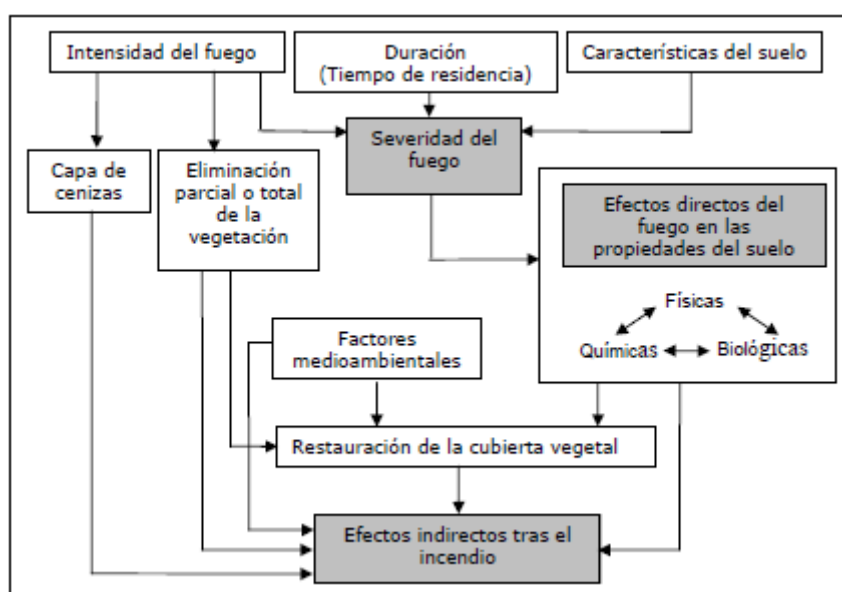 Intensidad del fuego
Duración
(Tiempo de residencia)
Características del suelo
Severidad del
fuego
Capa de
cenizas
Eliminación
parcial o total
de la
vegetación
Efectos directos del
fuego en las
propiedades del suelo
Físicas
Químicas
Biológicas
Factores
medioambientales
Restauración de la cubierta vegetal
Efectos indirectos tras el
incendio